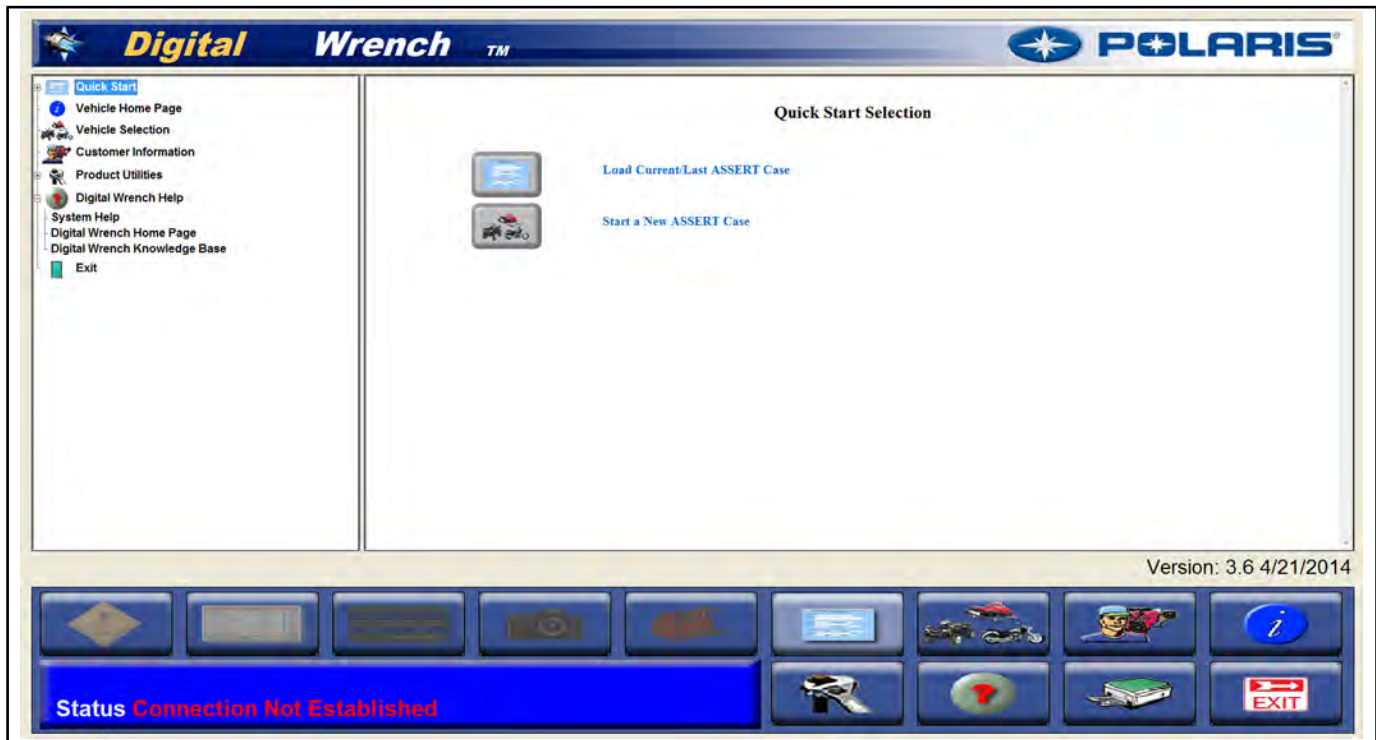 Digital Wrench TM
POLARIS
Quick Start
Vehicle Home Page
Vehicle Selection
Customer Information
Product Utilities
Digital Wrench Help
System Help
Digital Wrench Home Page
Digital Wrench Knowledge Base
Exit
Quick Start Selection
Load Current/Last ASSERT Case
Start a New ASSERT Case
Version: 3.6 4/21/2014
Status Connection Not Established
EXIT